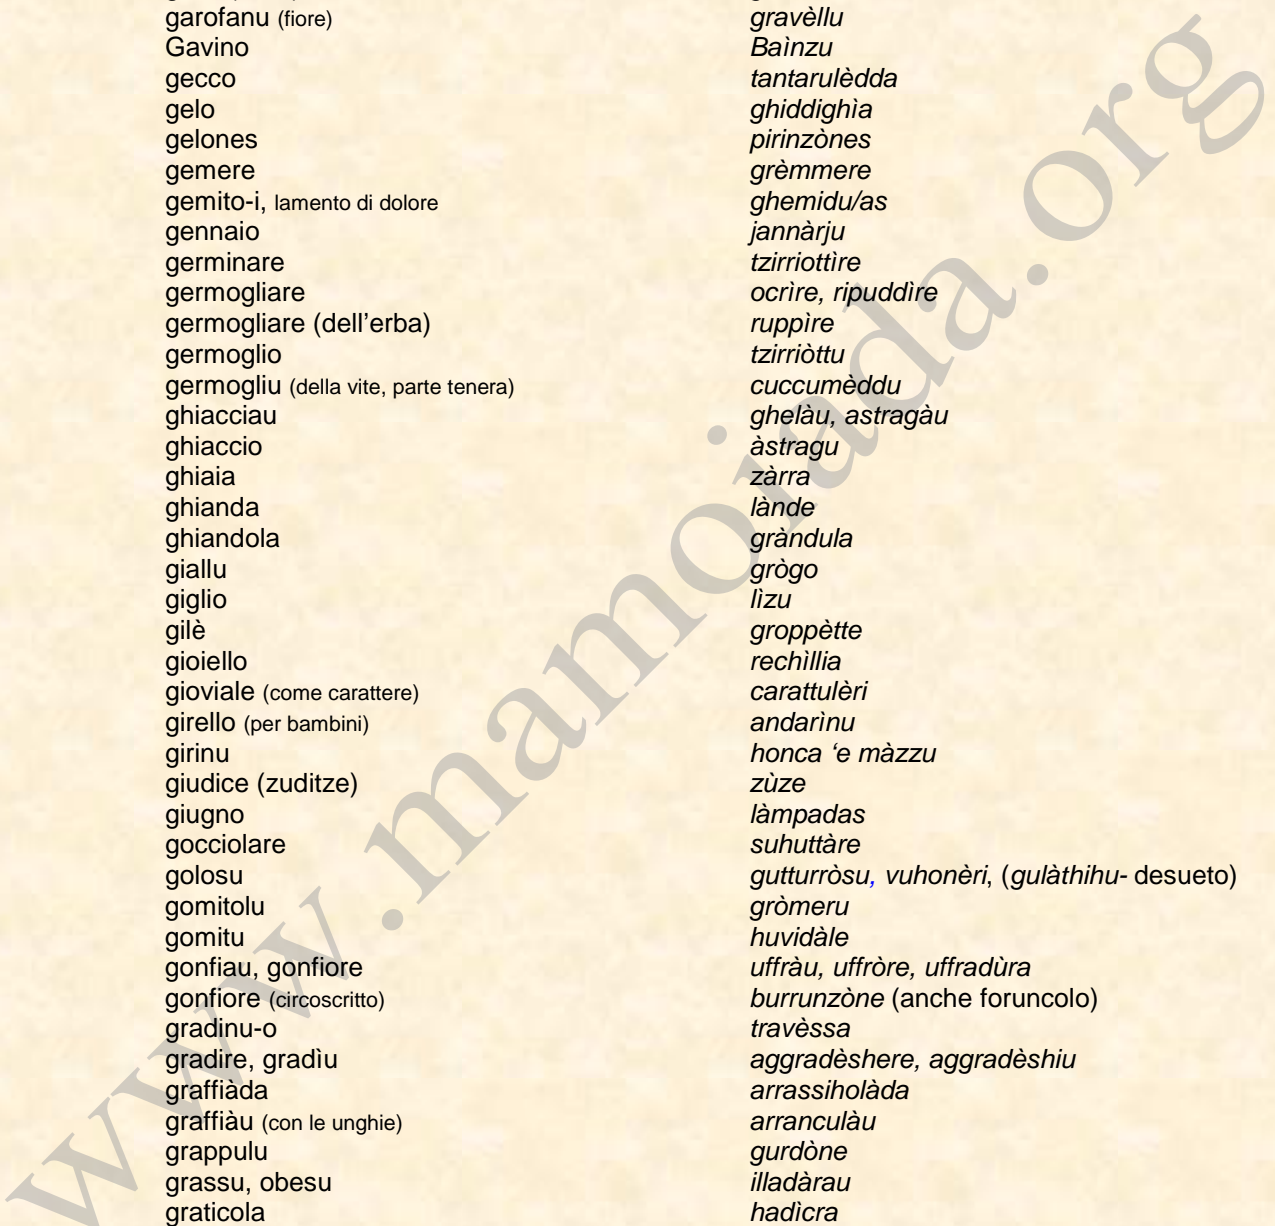 garofanu (fiore) gravèllu
Gavino Baìnzu
gecco tantarulèdda
gelo ghiddighìa
gelones pirinzònes
gemere grèmmere
gemito-i, lamento di dolore ghemidu/as
gennaio jannàrju
germinare tzirriottìre
germogliare ocrìre, ripuddìre
germogliare (dell’erba) ruppìre
germoglio tzirriòttu
germogliu (della vite, parte tenera) cuccumèddu
ghiacciau ghelàu, astragàu
ghiaccio àstragu
ghiaia zàrra
ghianda lànde
ghiandola gràndula
giallu grògo
giglio lìzu
gilè groppètte
gioiello rechìllia
gioviale (come carattere) carattulèri
girello (per bambini) andarìnu
girinu honca ‘e màzzu
giudice (zuditze) zùze
giugno làmpadas
gocciolare suhuttàre
golosu gutturròsu, vuhonèri, (gulàthihu- desueto)
gomitolu gròmeru
gomitu huvidàle
gonfiau, gonfiore uffràu, uffròre, uffradùra
gonfiore (circoscritto) burrunzòne (anche foruncolo)
gradinu-o travèssa
gradire, gradìu aggradèshere, aggradèshiu
graffiàda arrassiholàda
graffiàu (con le unghie) arranculàu
grappulu gurdòne
grassu, obesu illadàrau
graticola hadìcra
www.mamoiada.org